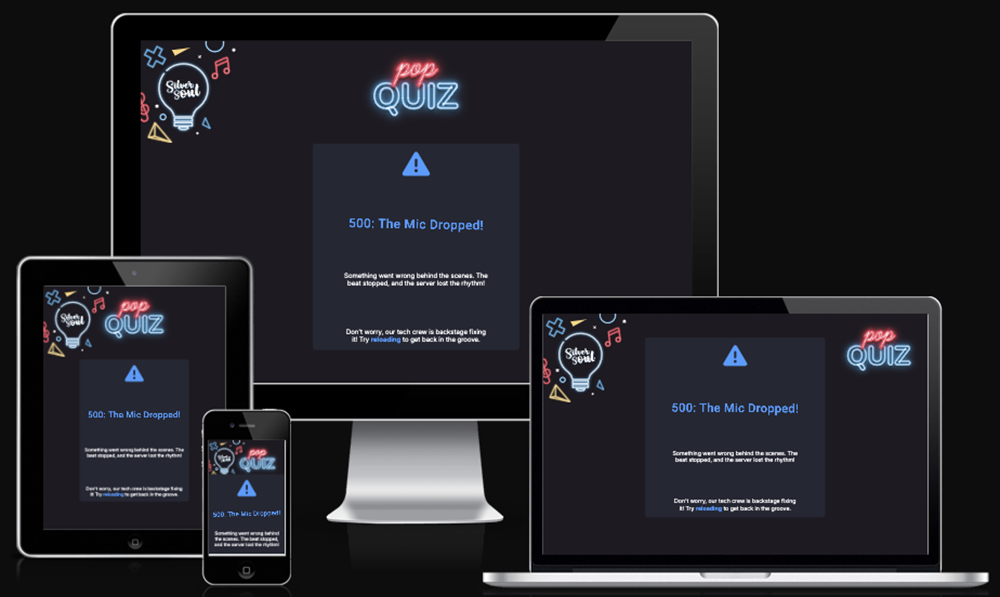 Silver
Soul
pop
QUIZ
500: The Mic Dropped!
Something went wrong behind the scenes. The
beat stopped, and the server lost the rhythm!
Don't worry, our tech crew is backstage fixing
it! Try reloading to get back in the groove.
Silver
Soul
pop
QUIZ
500: The Mic Dropped!
Something went wrong behind the scenes. The
beat stopped, and the server lost the rhythm!
Don't worry, our tech crew is backstage fixing
it! Try reloading to get back in the groove.
Silver
Soul
pop
QUIZ
500: The Mic Dropped!
Something went wrong behind
the scenes. The beat stopped, and
the server lost the rhythm!
Silver
Soul
pop
QUIZ
500: The Mic Dropped!
Something went wrong behind the scenes. The
beat stopped, and the server lost the rhythm!
Don't worry, our tech crew is backstage fixing
it! Try reloading to get back in the groove.